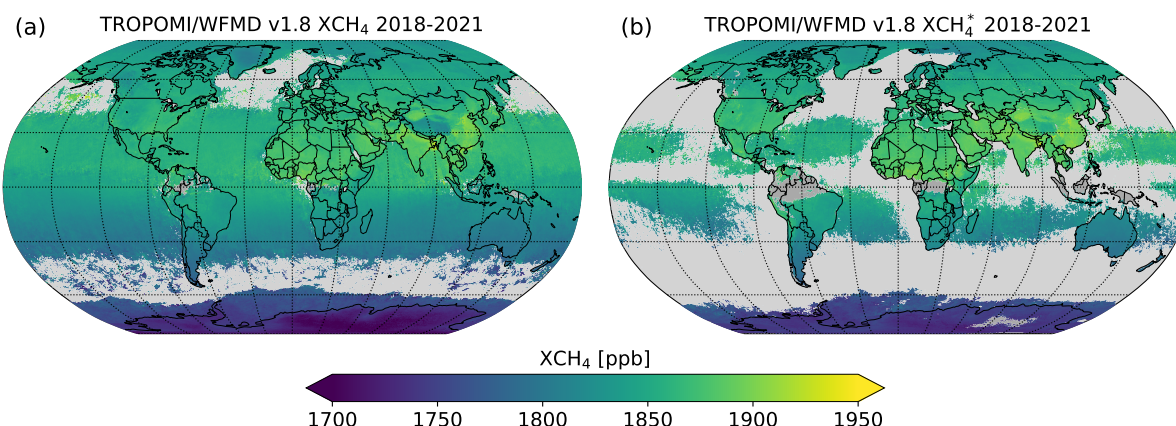 (a) TROPOMI/WFMD v1.8 XCH₄ 2018-2021
(b) TROPOMI/WFMD v1.8 XCH₄* 2018-2021
XCH₄ [ppb]
1700 1750 1800 1850 1900 1950